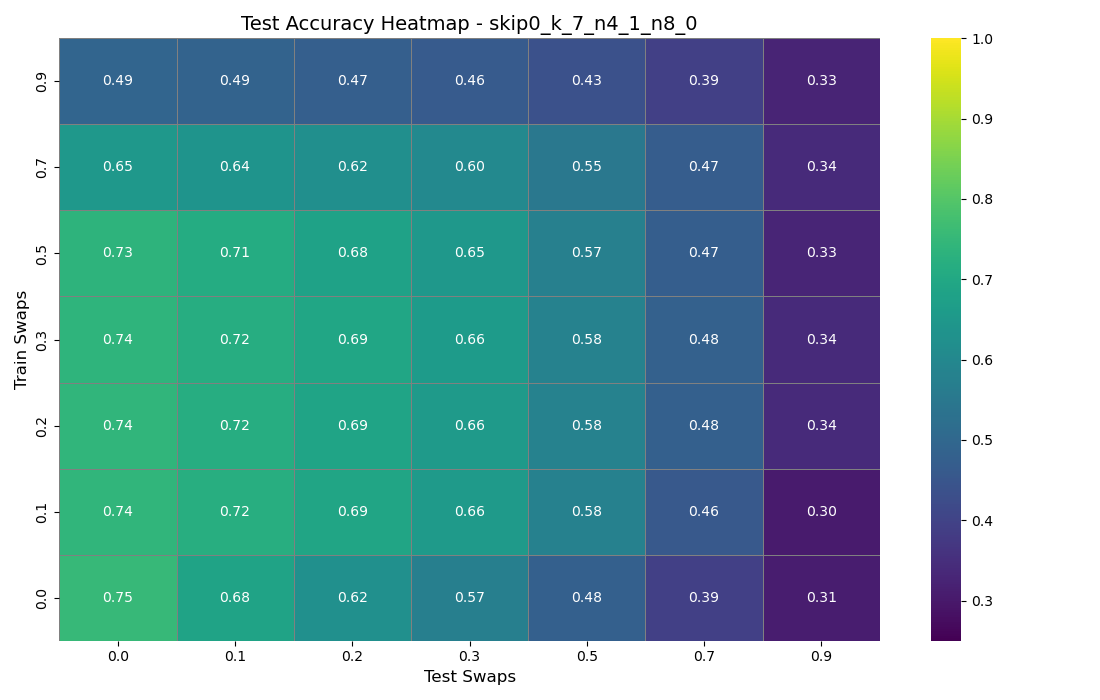 Test Accuracy Heatmap - skip0_k_7_n4_1_n8_0
Train Swaps
0.9 0.49 0.49 0.47 0.46 0.43 0.39 0.33
0.7 0.65 0.64 0.62 0.60 0.55 0.47 0.34
0.5 0.73 0.71 0.68 0.65 0.57 0.47 0.33
0.3 0.74 0.72 0.69 0.66 0.58 0.48 0.34
0.2 0.74 0.72 0.69 0.66 0.58 0.48 0.34
0.1 0.74 0.72 0.69 0.66 0.58 0.46 0.30
0.0 0.75 0.68 0.62 0.57 0.48 0.39 0.31
0.0 0.1 0.2 0.3 0.5 0.7 0.9
Test Swaps
1.0
0.9
0.8
0.7
0.6
0.5
0.4
0.3